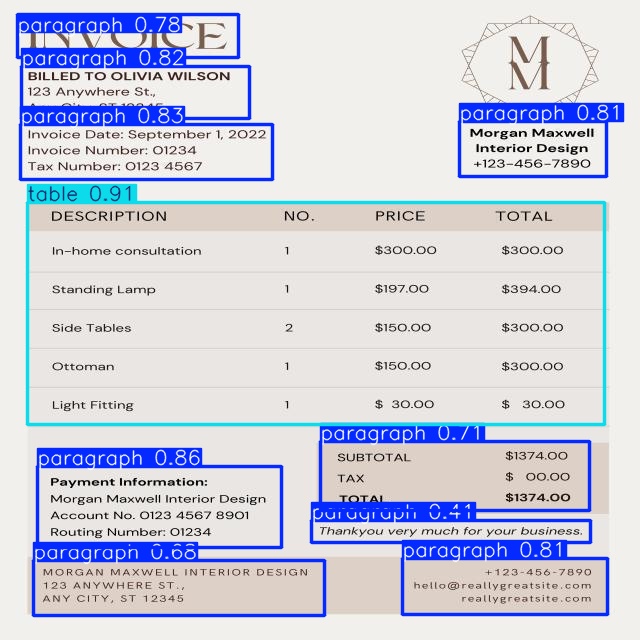 paragraph 0.78
INVOICE
paragraph 0.82
BILLED TO OLIVIA WILSON
123 Anywhere St.,
Any City, ST 12345
paragraph 0.83
Invoice Date: September 1, 2022
Invoice Number: 01234
Tax Number: 0123 4567
M
M
paragraph 0.81
Morgan Maxwell
Interior Design
+123-456-7890
table 0.91
DESCRIPTION NO. PRICE TOTAL
In-home consultation 1 $300.00 $300.00
Standing Lamp 1 $197.00 $394.00
Side Tables 2 $150.00 $300.00
Ottoman 1 $150.00 $300.00
Light Fitting 1 $ 30.00 $ 30.00
paragraph 0.71
SUBTOTAL $1374.00
TAX $ 00.00
TOTAL $1374.00
paragraph 0.86
Payment Information:
Morgan Maxwell Interior Design
Account No. 0123 4567 8901
Routing Number: 01234
paragraph 0.41
Thankyou very much for your business.
paragraph 0.68
MORGAN MAXWELL INTERIOR DESIGN
123 ANYWHERE ST.,
ANY CITY, ST 12345
paragraph 0.81
+123-456-7890
hello@reallygreatsite.com
reallygreatsite.com